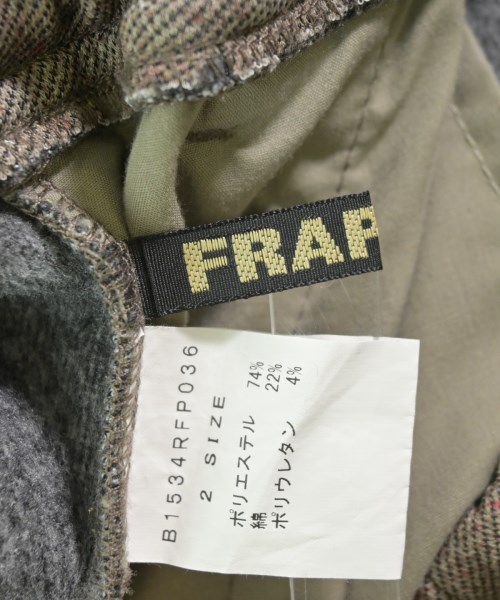 FRAP
B1534RFP036
2 SIZE
ポリエステル 74%
綿 22%
ポリウレタン 4%